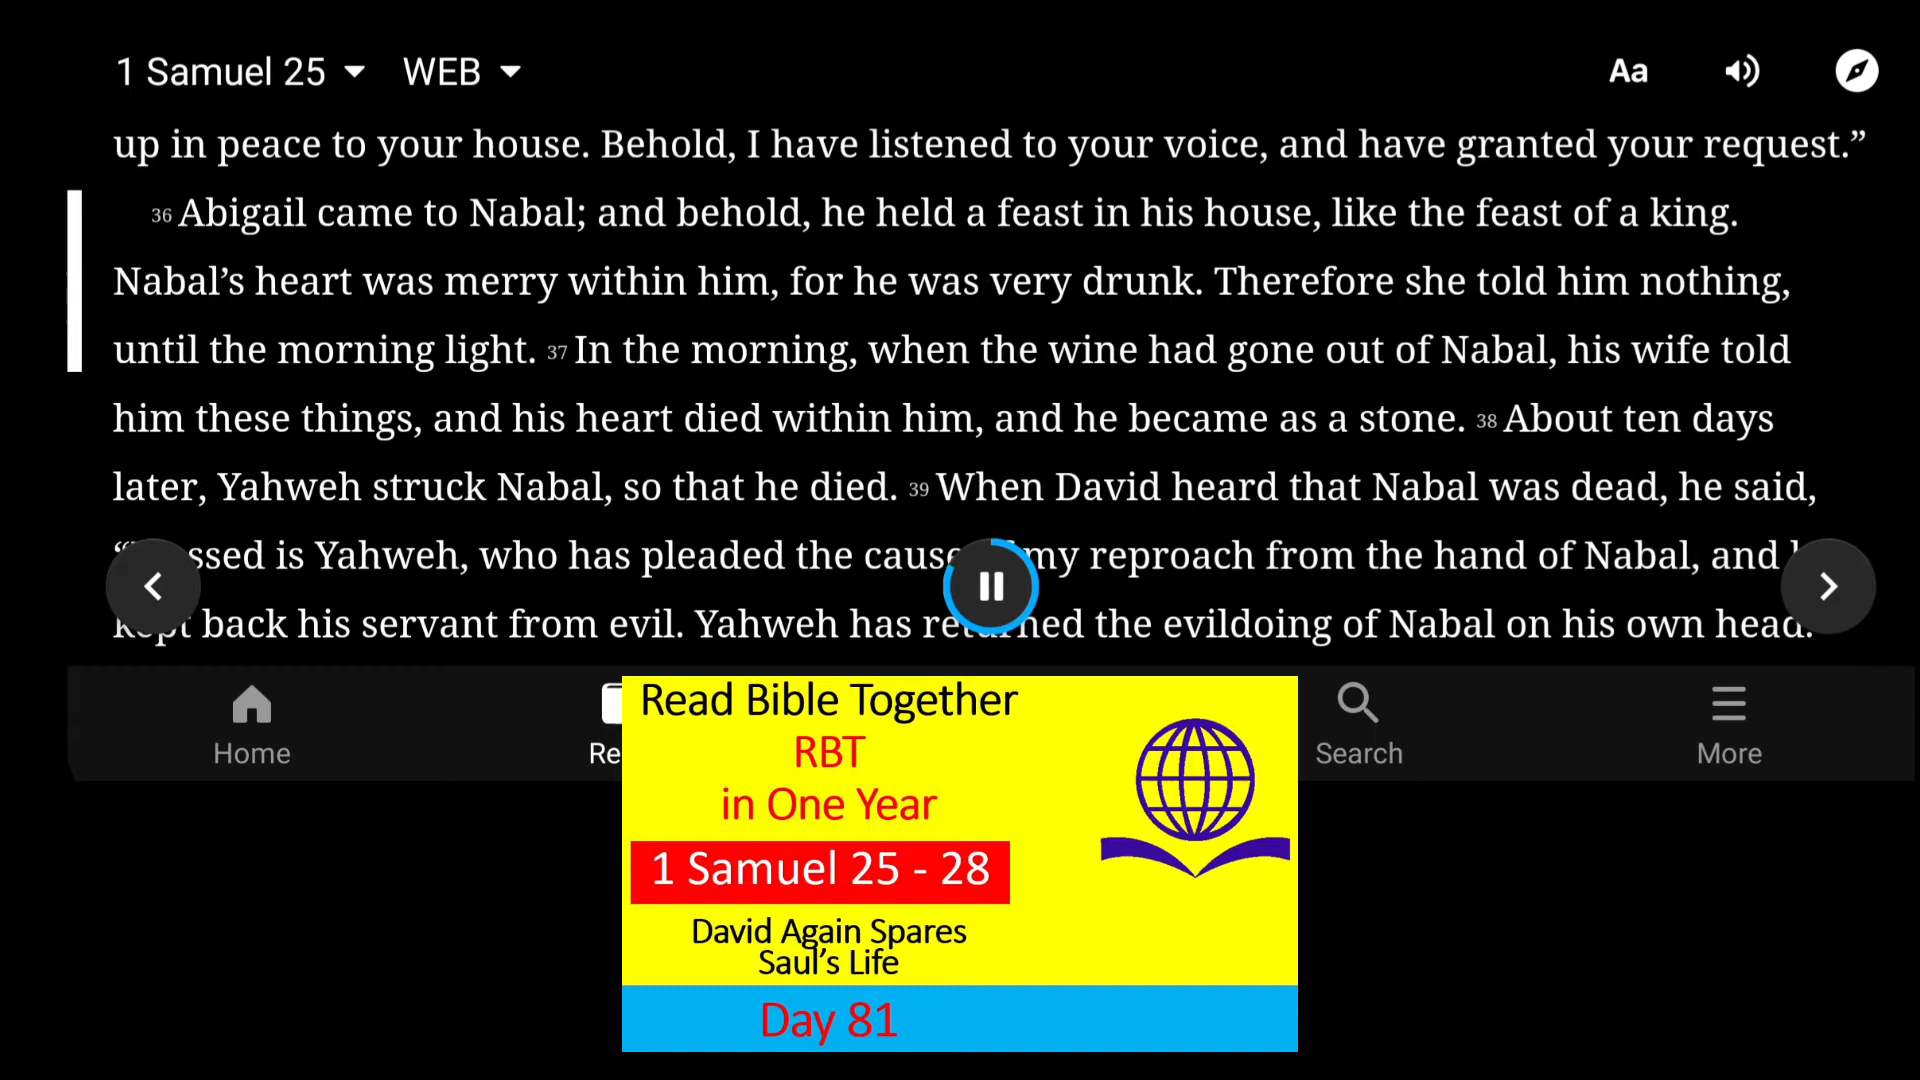 1 Samuel 25 WEB Aa
up in peace to your house. Behold, I have listened to your voice, and have granted your request.”
36 Abigail came to Nabal; and behold, he held a feast in his house, like the feast of a king.
Nabal’s heart was merry within him, for he was very drunk. Therefore she told him nothing,
until the morning light. 37 In the morning, when the wine had gone out of Nabal, his wife told
him these things, and his heart died within him, and he became as a stone. 38 About ten days
later, Yahweh struck Nabal, so that he died. 39 When David heard that Nabal was dead, he said,
is Yahweh, who has pleaded the my reproach from the hand of Nabal, and
kept back his servant from evil. Yahweh has returned the evildoing of Nabal on his own head.
Home
Search
More
Read Bible Together
RBT
in One Year
1 Samuel 25 - 28
David Again Spares
Saul’s Life
Day 81